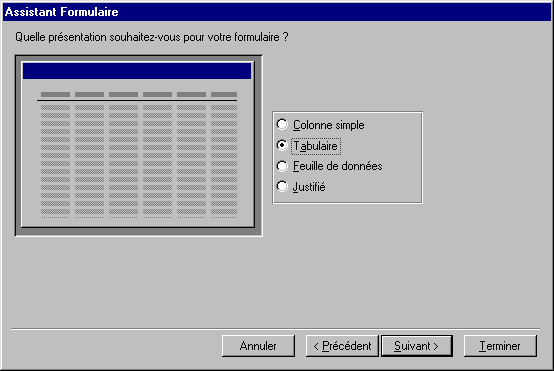 Assistant Formulaire
Quelle présentation souhaitez-vous pour votre formulaire ?
Colonne simple
Tabulaire
Feuille de données
Justifié
Annuler
< Précédent
Suivant >
Terminer